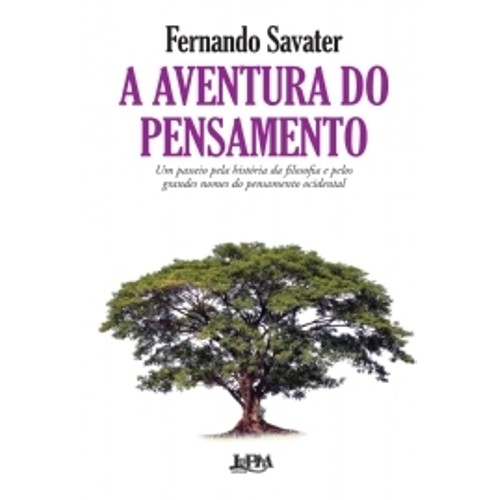 Fernando Savater
A AVENTURA DO
PENSAMENTO
Um passeio pela história da filosofia e pelos
grandes nomes do pensamento ocidental
L&PM